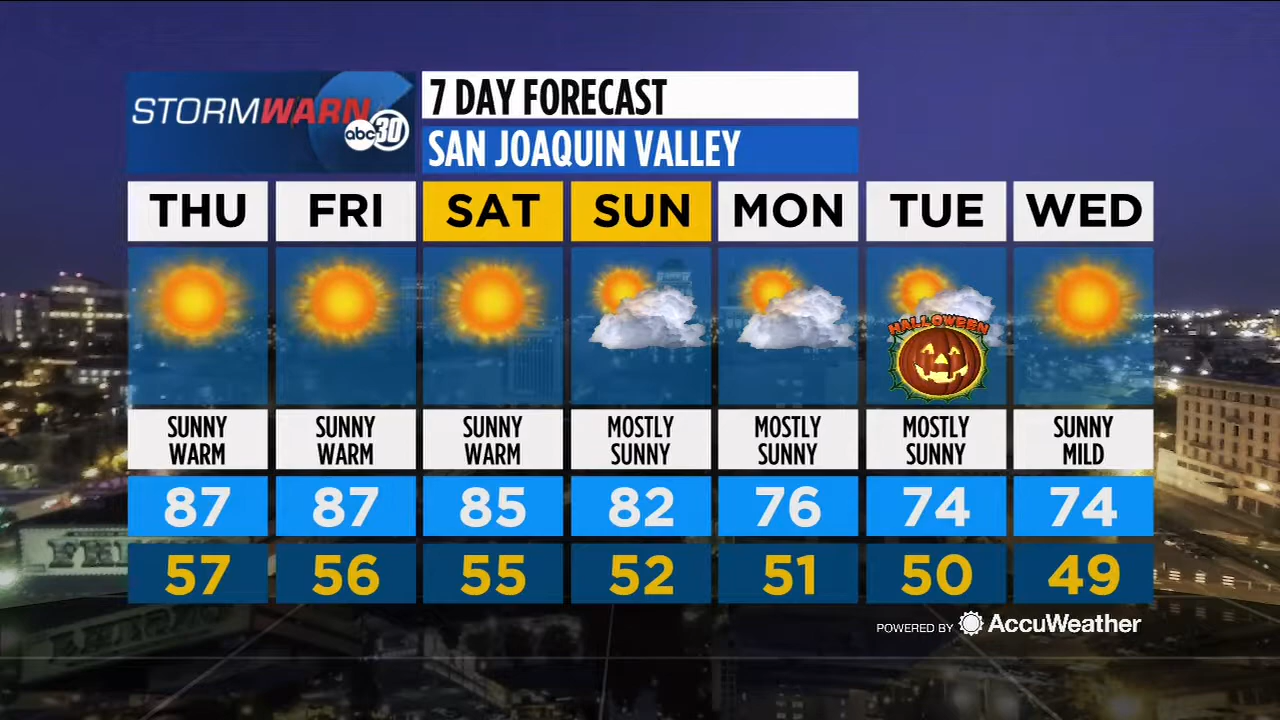 STORMWARN
abc30
7 DAY FORECAST
SAN JOAQUIN VALLEY
THU FRI SAT SUN MON TUE WED
HALLOWEEN
SUNNY WARM
SUNNY WARM
SUNNY WARM
MOSTLY SUNNY
MOSTLY SUNNY
MOSTLY SUNNY
SUNNY MILD
87 87 85 82 76 74 74
57 56 55 52 51 50 49
POWERED BY AccuWeather